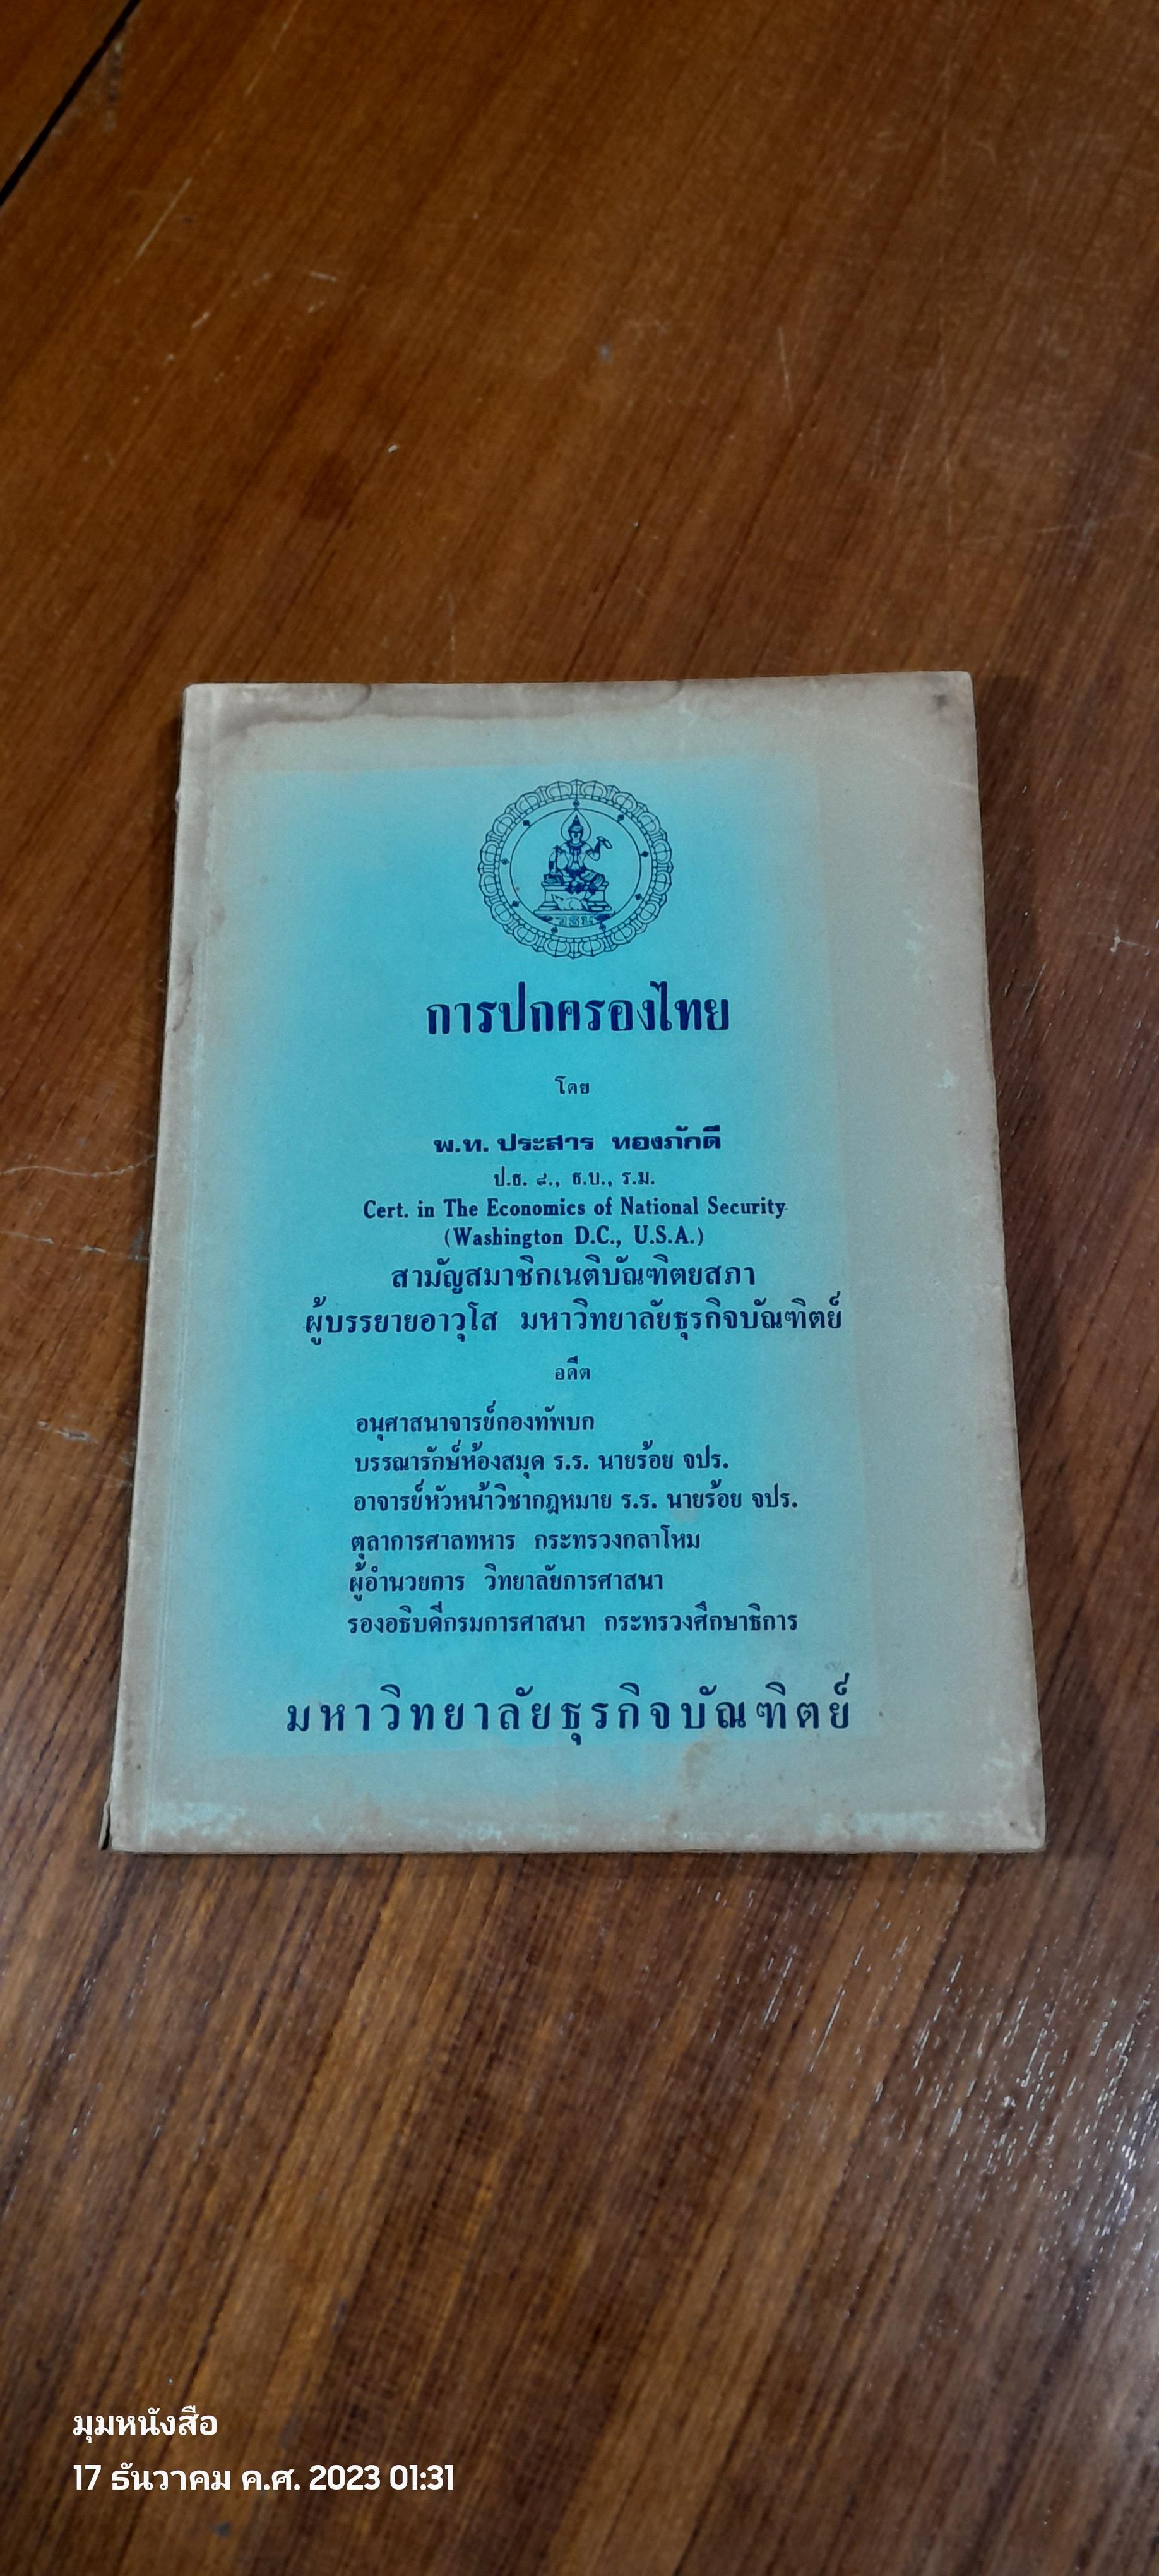 การปกครองไทย
โดย
พ.ท. ประสาร ทองภักดี
ป.ธ. ๘., ธ.บ., ร.ม.
Cert. in The Economics of National Security
(Washington D.C., U.S.A.)
สามัญสมาชิกเนติบัณฑิตยสภา
ผู้บรรยายอาวุโส มหาวิทยาลัยธุรกิจบัณฑิตย์
อดีต
อนุศาสนาจารย์กองทัพบก
บรรณารักษ์ห้องสมุด ร.ร. นายร้อย จปร.
อาจารย์หัวหน้าวิชากฎหมาย ร.ร. นายร้อย จปร.
ตุลาการศาลทหาร กระทรวงกลาโหม
ผู้อำนวยการ วิทยาลัยการศาสนา
รองอธิบดีกรมการศาสนา กระทรวงศึกษาธิการ
มหาวิทยาลัยธุรกิจบัณฑิตย์
มุมหนังสือ
17 ธันวาคม ค.ศ. 2023 01:31